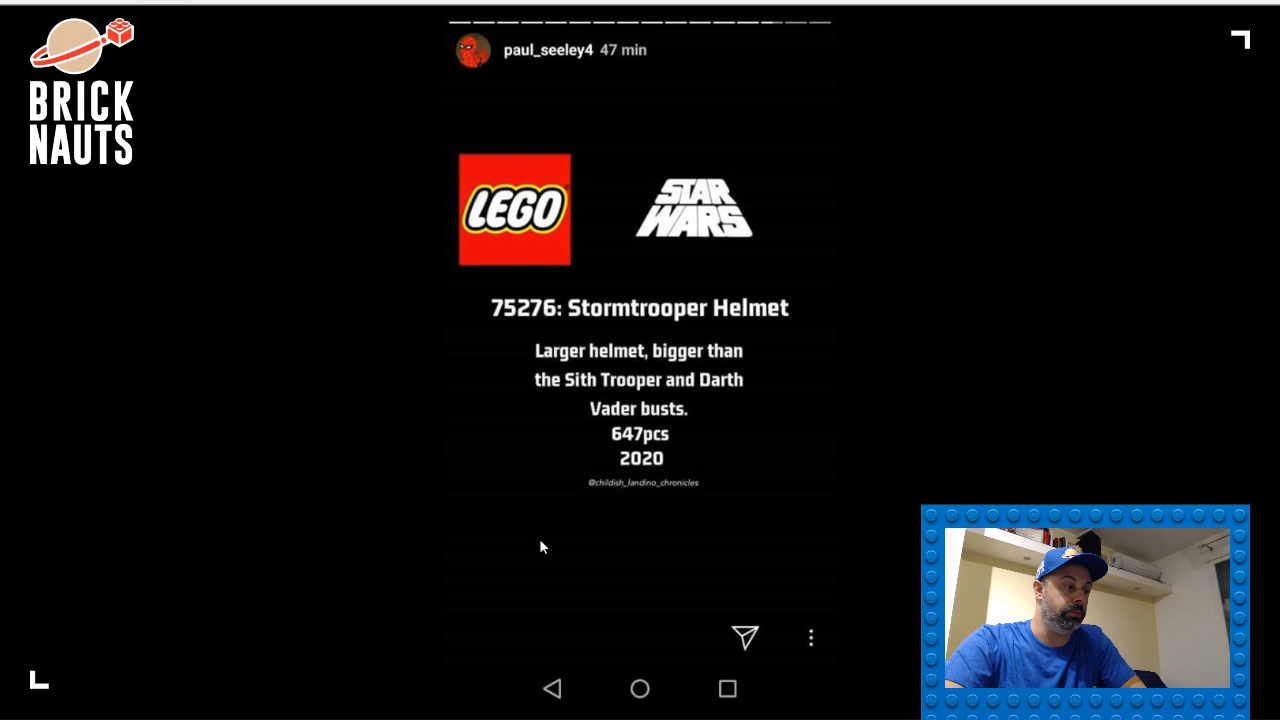 BRICK
NAUTS
paul_seeley4 47 min
LEGO
STAR
WARS
75276: Stormtrooper Helmet
Larger helmet, bigger than
the Sith Trooper and Darth
Vader busts.
647pcs
2020
@childish_landino_chronicles